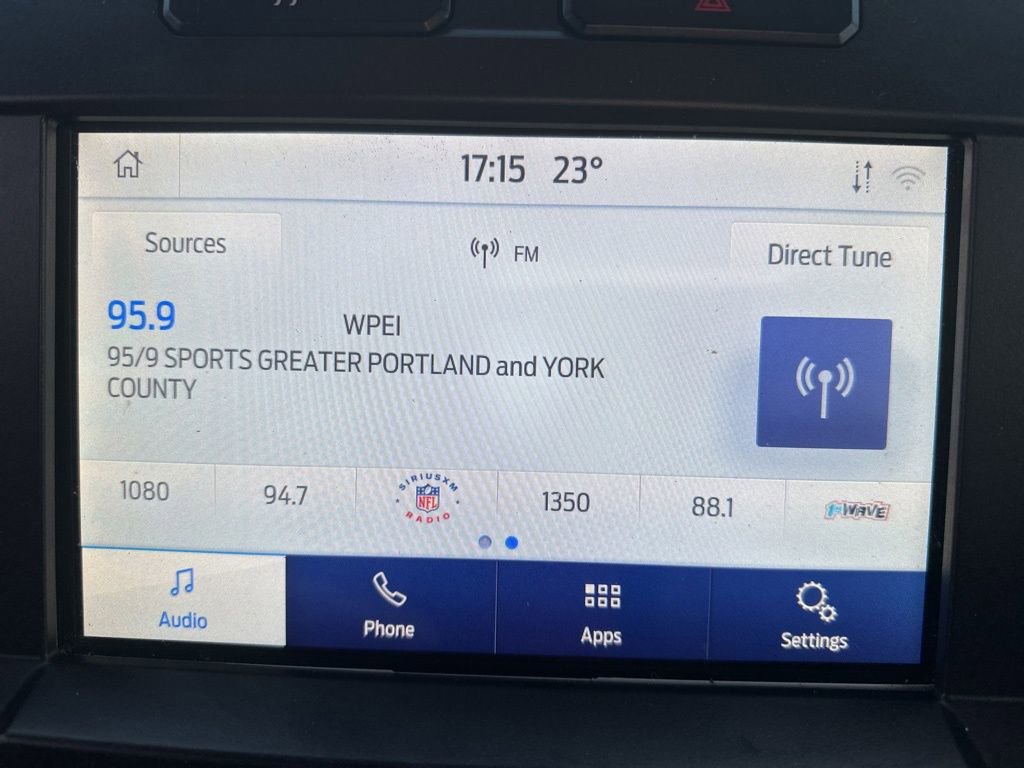 17:15 23°
Sources
FM
Direct Tune
95.9
WPEI
95/9 SPORTS GREATER PORTLAND and YORK
COUNTY
1080
94.7
SIRIUSXM
NFL
RADIO
1350
88.1
1st WAVE
Audio
Phone
Apps
Settings